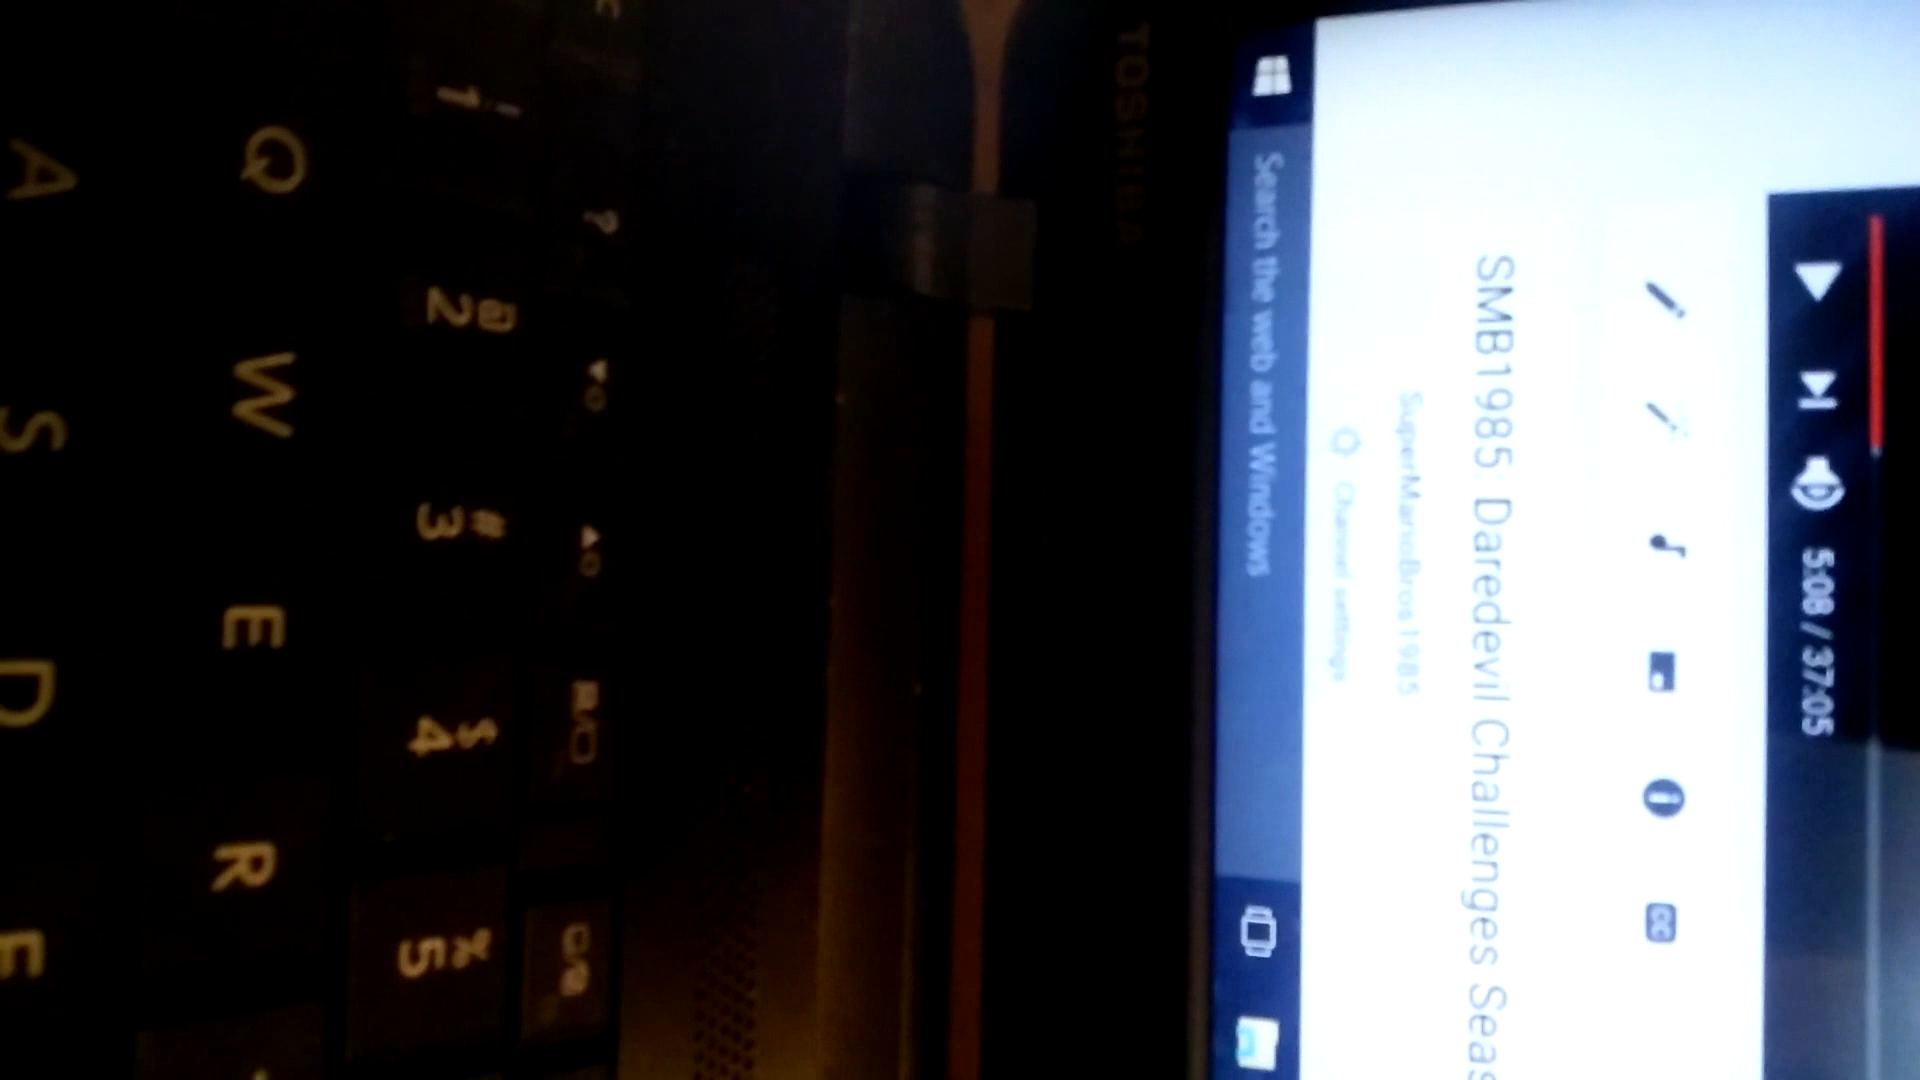 5:08 / 37:05
CC
SMB1985: Daredevil Challenges Seas
SuperMarioBros1985
Channel settings
Search the web and Windows
TOSHIBA
?
! 1
@ 2
# 3
$ 4
% 5
Q
W
E
R
A
S
D